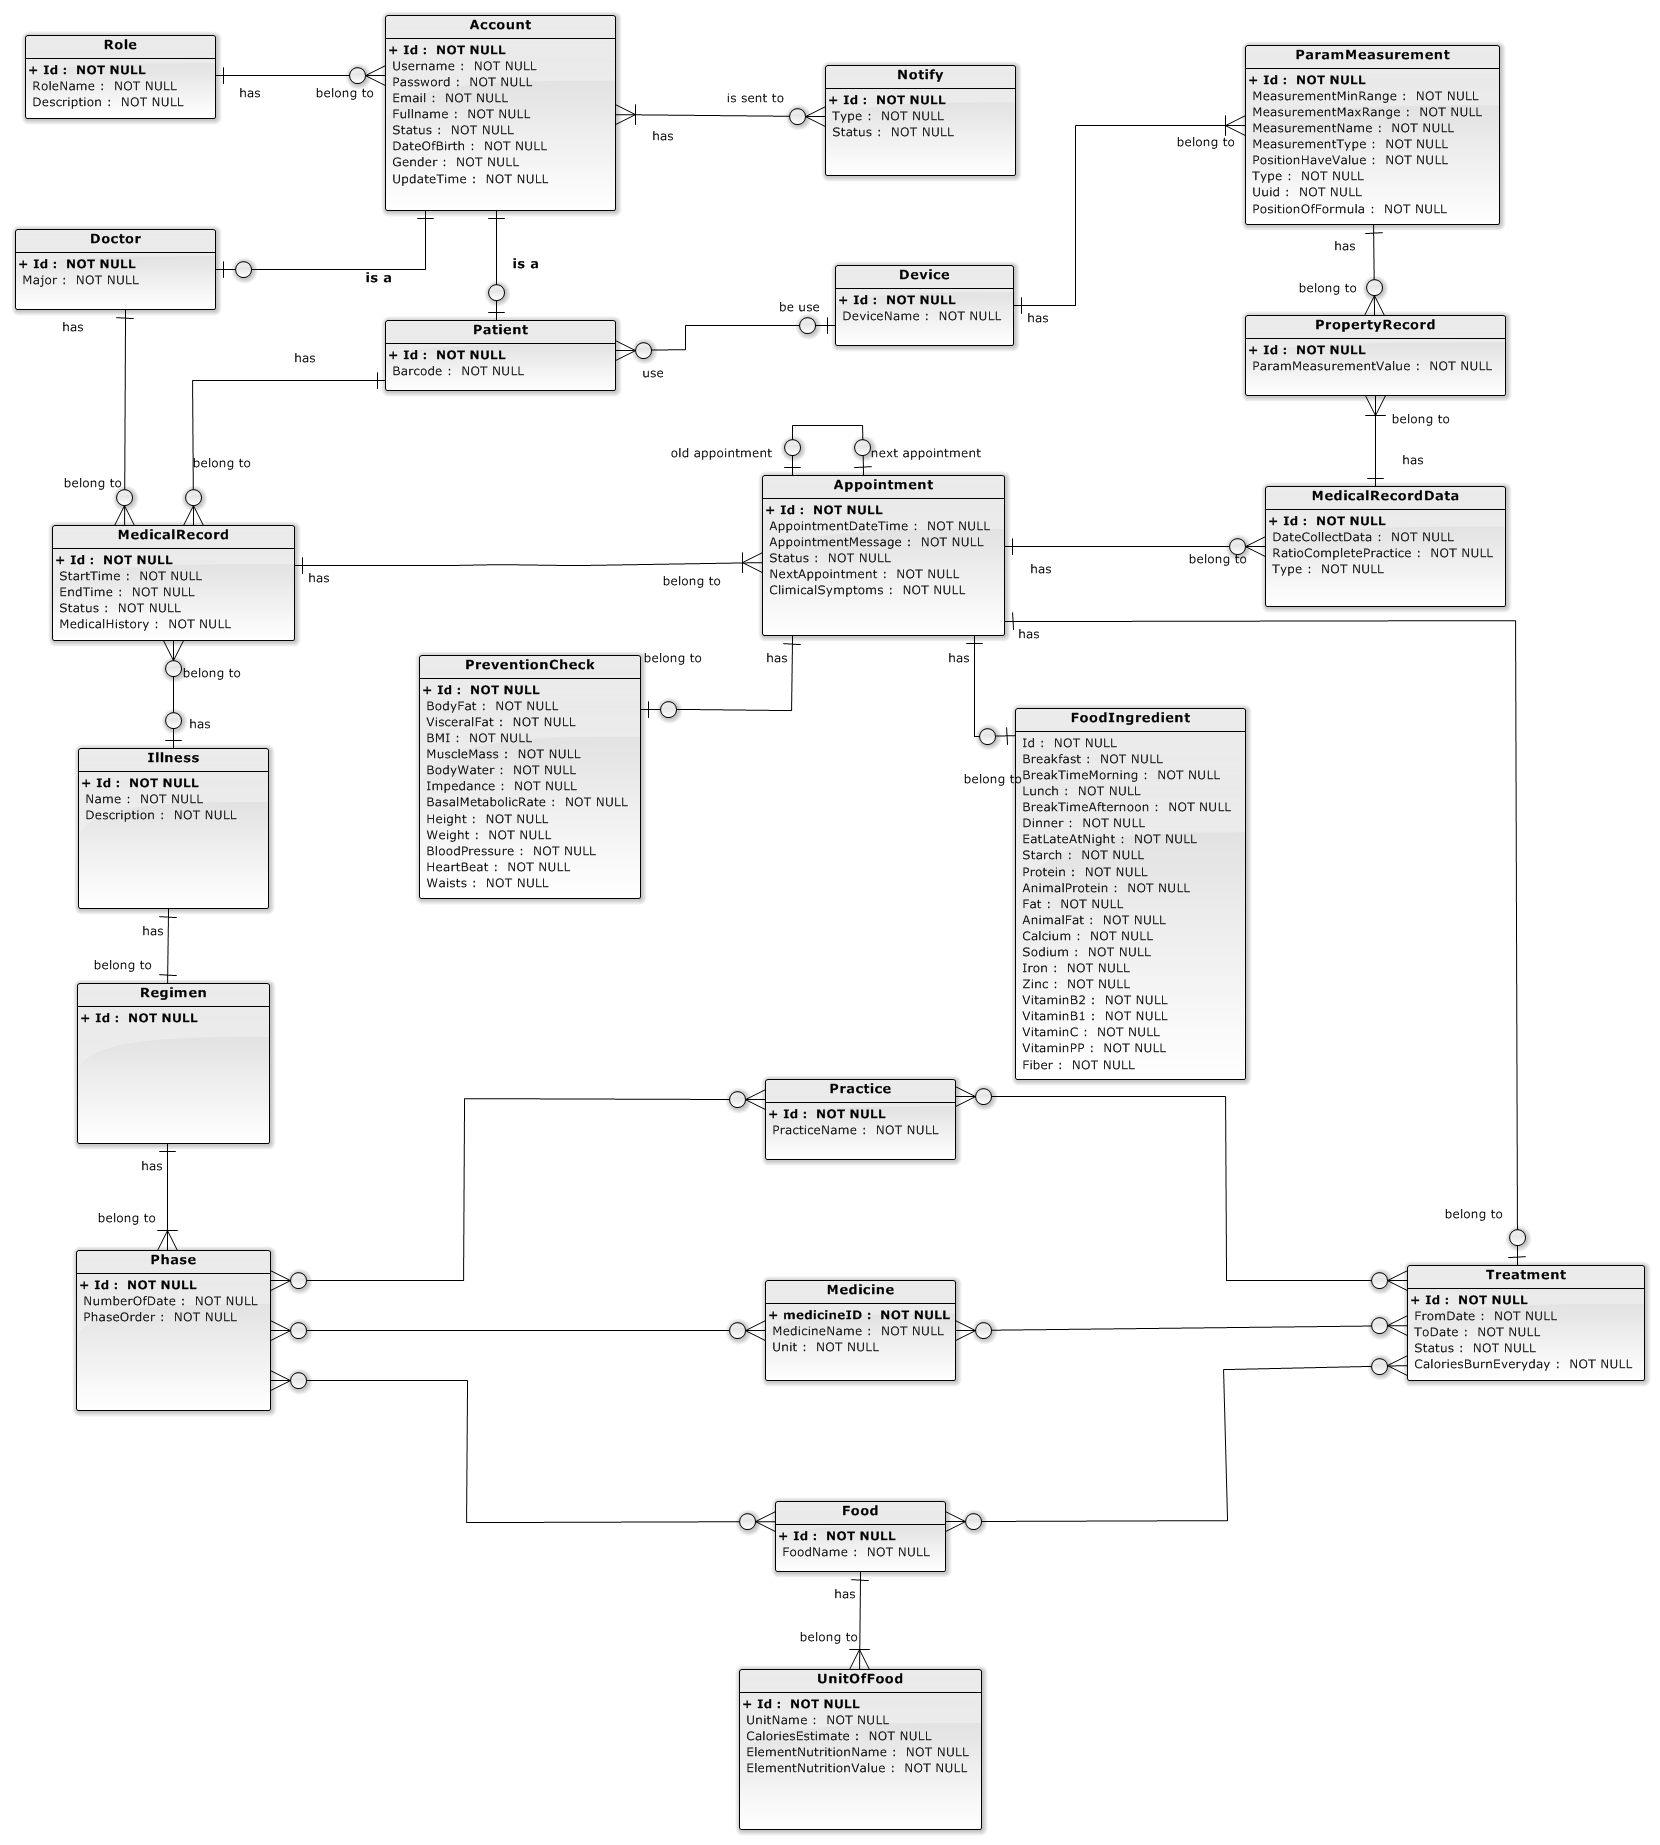 Role
+ Id : NOT NULL
RoleName : NOT NULL
Description : NOT NULL
has
belong to
Account
+ Id : NOT NULL
Username : NOT NULL
Password : NOT NULL
Email : NOT NULL
Fullname : NOT NULL
Status : NOT NULL
DateOfBirth : NOT NULL
Gender : NOT NULL
UpdateTime : NOT NULL
has
is sent to
Notify
+ Id : NOT NULL
Type : NOT NULL
Status : NOT NULL
ParamMeasurement
+ Id : NOT NULL
MeasurementMinRange : NOT NULL
MeasurementMaxRange : NOT NULL
MeasurementName : NOT NULL
MeasurementType : NOT NULL
PositionHaveValue : NOT NULL
Type : NOT NULL
Uuid : NOT NULL
PositionOfFormula : NOT NULL
belong to
has
belong to
Doctor
+ Id : NOT NULL
Major : NOT NULL
is a
is a
has
Patient
+ Id : NOT NULL
Barcode : NOT NULL
has
use
be use
Device
+ Id : NOT NULL
DeviceName : NOT NULL
has
PropertyRecord
+ Id : NOT NULL
ParamMeasurementValue : NOT NULL
belong to
has
belong to
belong to
old appointment
next appointment
MedicalRecord
+ Id : NOT NULL
StartTime : NOT NULL
EndTime : NOT NULL
Status : NOT NULL
MedicalHistory : NOT NULL
has
belong to
Appointment
+ Id : NOT NULL
AppointmentDateTime : NOT NULL
AppointmentMessage : NOT NULL
Status : NOT NULL
NextAppointment : NOT NULL
ClimicalSymptoms : NOT NULL
has
belong to
MedicalRecordData
+ Id : NOT NULL
DateCollectData : NOT NULL
RatioCompletePractice : NOT NULL
Type : NOT NULL
has
belong to
has
has
belong to
has
PreventionCheck
+ Id : NOT NULL
BodyFat : NOT NULL
VisceralFat : NOT NULL
BMI : NOT NULL
MuscleMass : NOT NULL
BodyWater : NOT NULL
Impedance : NOT NULL
BasalMetabolicRate : NOT NULL
Height : NOT NULL
Weight : NOT NULL
BloodPressure : NOT NULL
HeartBeat : NOT NULL
Waists : NOT NULL
belong to
FoodIngredient
Id : NOT NULL
Breakfast : NOT NULL
BreakTimeMorning : NOT NULL
Lunch : NOT NULL
BreakTimeAfternoon : NOT NULL
Dinner : NOT NULL
EatLateAtNight : NOT NULL
Starch : NOT NULL
Protein : NOT NULL
AnimalProtein : NOT NULL
Fat : NOT NULL
AnimalFat : NOT NULL
Calcium : NOT NULL
Sodium : NOT NULL
Iron : NOT NULL
Zinc : NOT NULL
VitaminB2 : NOT NULL
VitaminB1 : NOT NULL
VitaminC : NOT NULL
VitaminPP : NOT NULL
Fiber : NOT NULL
Illness
+ Id : NOT NULL
Name : NOT NULL
Description : NOT NULL
has
belong to
Regimen
+ Id : NOT NULL
has
belong to
Practice
+ Id : NOT NULL
PracticeName : NOT NULL
belong to
Phase
+ Id : NOT NULL
NumberOfDate : NOT NULL
PhaseOrder : NOT NULL
Medicine
+ medicineID : NOT NULL
MedicineName : NOT NULL
Unit : NOT NULL
Treatment
+ Id : NOT NULL
FromDate : NOT NULL
ToDate : NOT NULL
Status : NOT NULL
CaloriesBurnEveryday : NOT NULL
Food
+ Id : NOT NULL
FoodName : NOT NULL
has
belong to
UnitOfFood
+ Id : NOT NULL
UnitName : NOT NULL
CaloriesEstimate : NOT NULL
ElementNutritionName : NOT NULL
ElementNutritionValue : NOT NULL